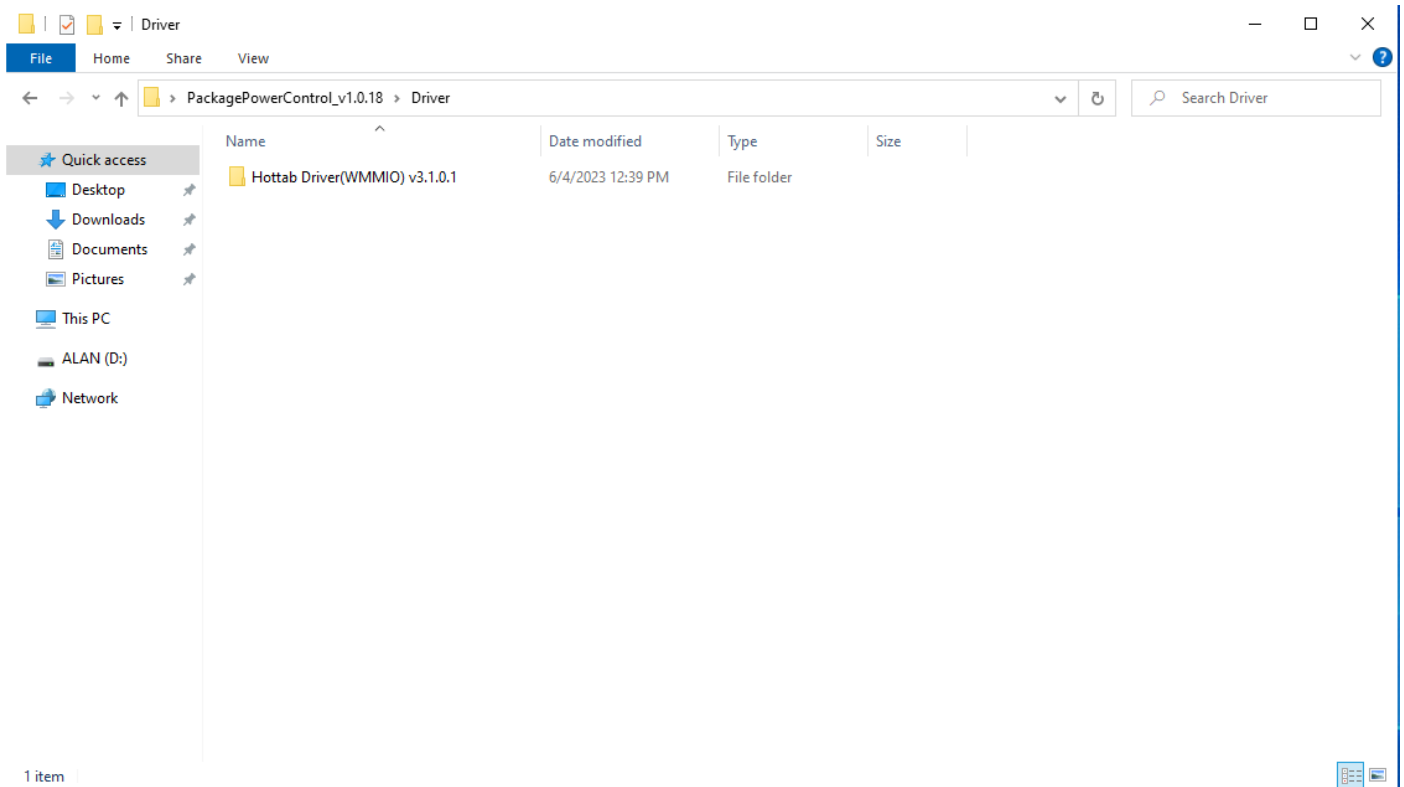 Driver
File Home Share View
PackagePowerControl_v1.0.18 > Driver
Search Driver
Name Date modified Type Size
Quick access
Desktop
Downloads
Documents
Pictures
This PC
ALAN (D:)
Network
Hottab Driver(WMMIO) v3.1.0.1 6/4/2023 12:39 PM File folder
1 item